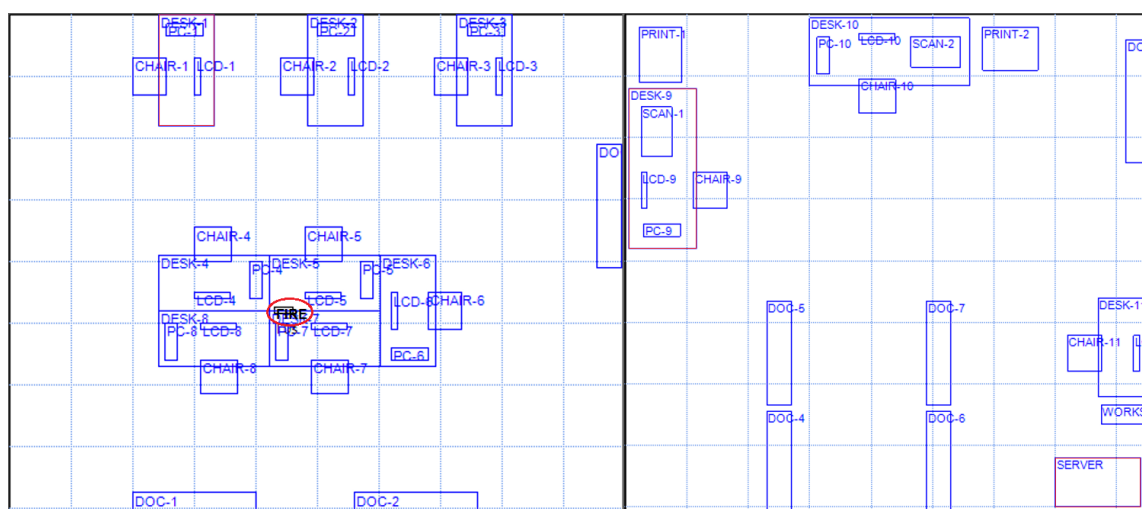 DESK-1
PC-1
DESK-2
PC-2
DESK-3
PC-3
CHAIR-1
LCD-1
CHAIR-2
LCD-2
CHAIR-3
LCD-3
DO
CHAIR-4
CHAIR-5
DESK-4
PC-4
DESK-5
PC-5
DESK-6
LCD-4
LCD-5
LCD-6
CHAIR-6
FIRE
DESK-8
PC-8
LCD-8
PC-7
LCD-7
PC-6
CHAIR-8
CHAIR-7
DOC-1
DOC-2
PRINT-1
DESK-10
PC-10
LCD-10
SCAN-2
PRINT-2
DO
CHAIR-10
DESK-9
SCAN-1
LCD-9
CHAIR-9
PC-9
DOC-5
DOC-7
DESK-11
CHAIR-11
L
DOC-4
DOC-6
WORKS
SERVER